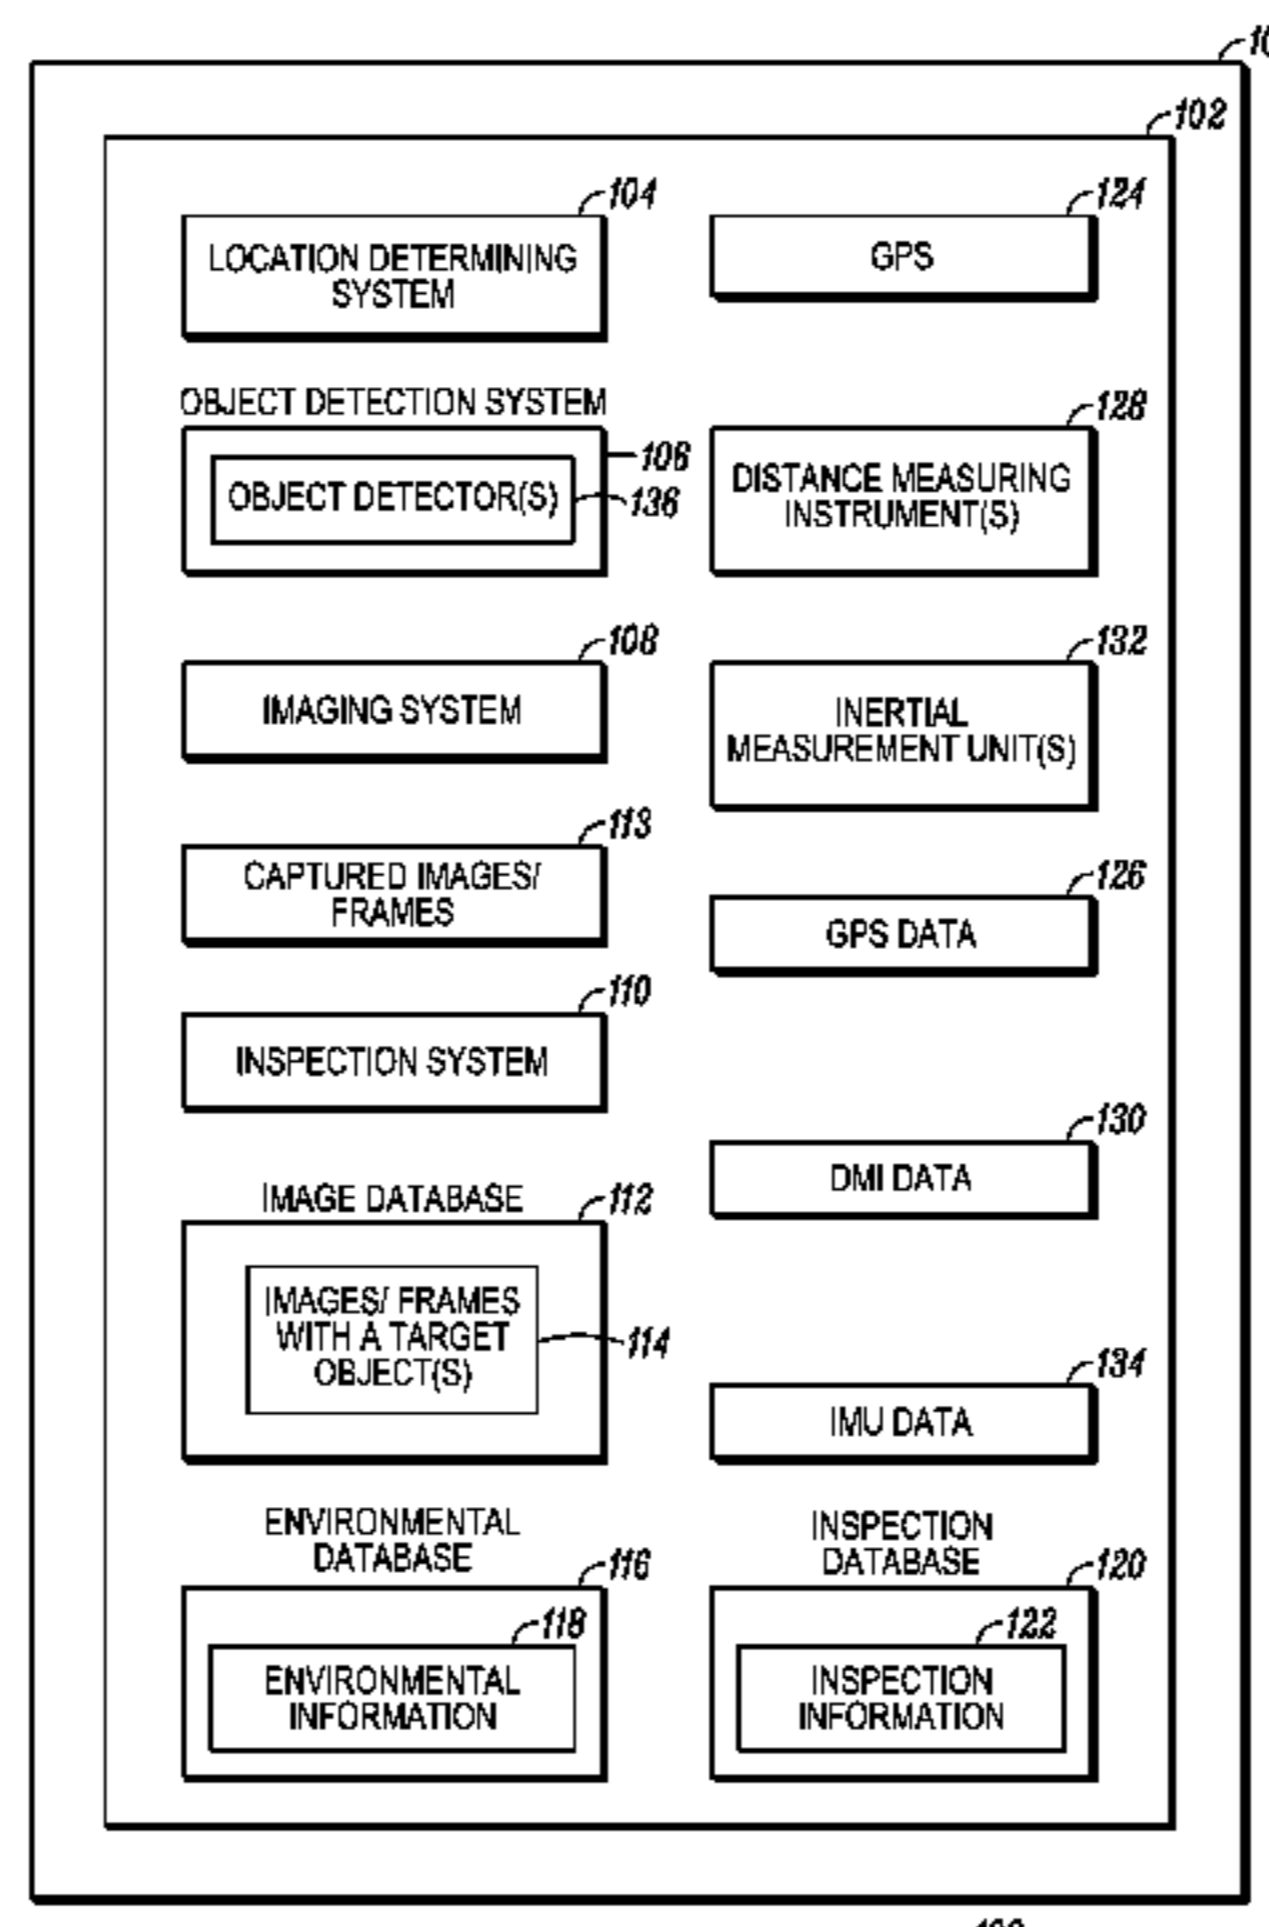 102
104
LOCATION DETERMINING
SYSTEM
124
GPS
OBJECT DETECTION SYSTEM
106
OBJECT DETECTOR(S)
136
128
DISTANCE MEASURING
INSTRUMENT(S)
108
IMAGING SYSTEM
132
INERTIAL
MEASUREMENT UNIT(S)
113
CAPTURED IMAGES/
FRAMES
126
GPS DATA
110
INSPECTION SYSTEM
130
DMI DATA
IMAGE DATABASE
112
IMAGES/ FRAMES
WITH A TARGET
OBJECT(S)
114
134
IMU DATA
ENVIRONMENTAL
DATABASE
116
118
ENVIRONMENTAL
INFORMATION
INSPECTION
DATABASE
120
122
INSPECTION
INFORMATION